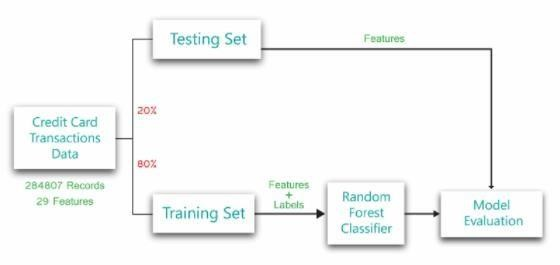 Testing Set
Features
20%
Credit Card
Transactions
Data
80%
284807 Records
29 Features
Training Set
Features
+
Labels
Random
Forest
Classifier
Model
Evaluation